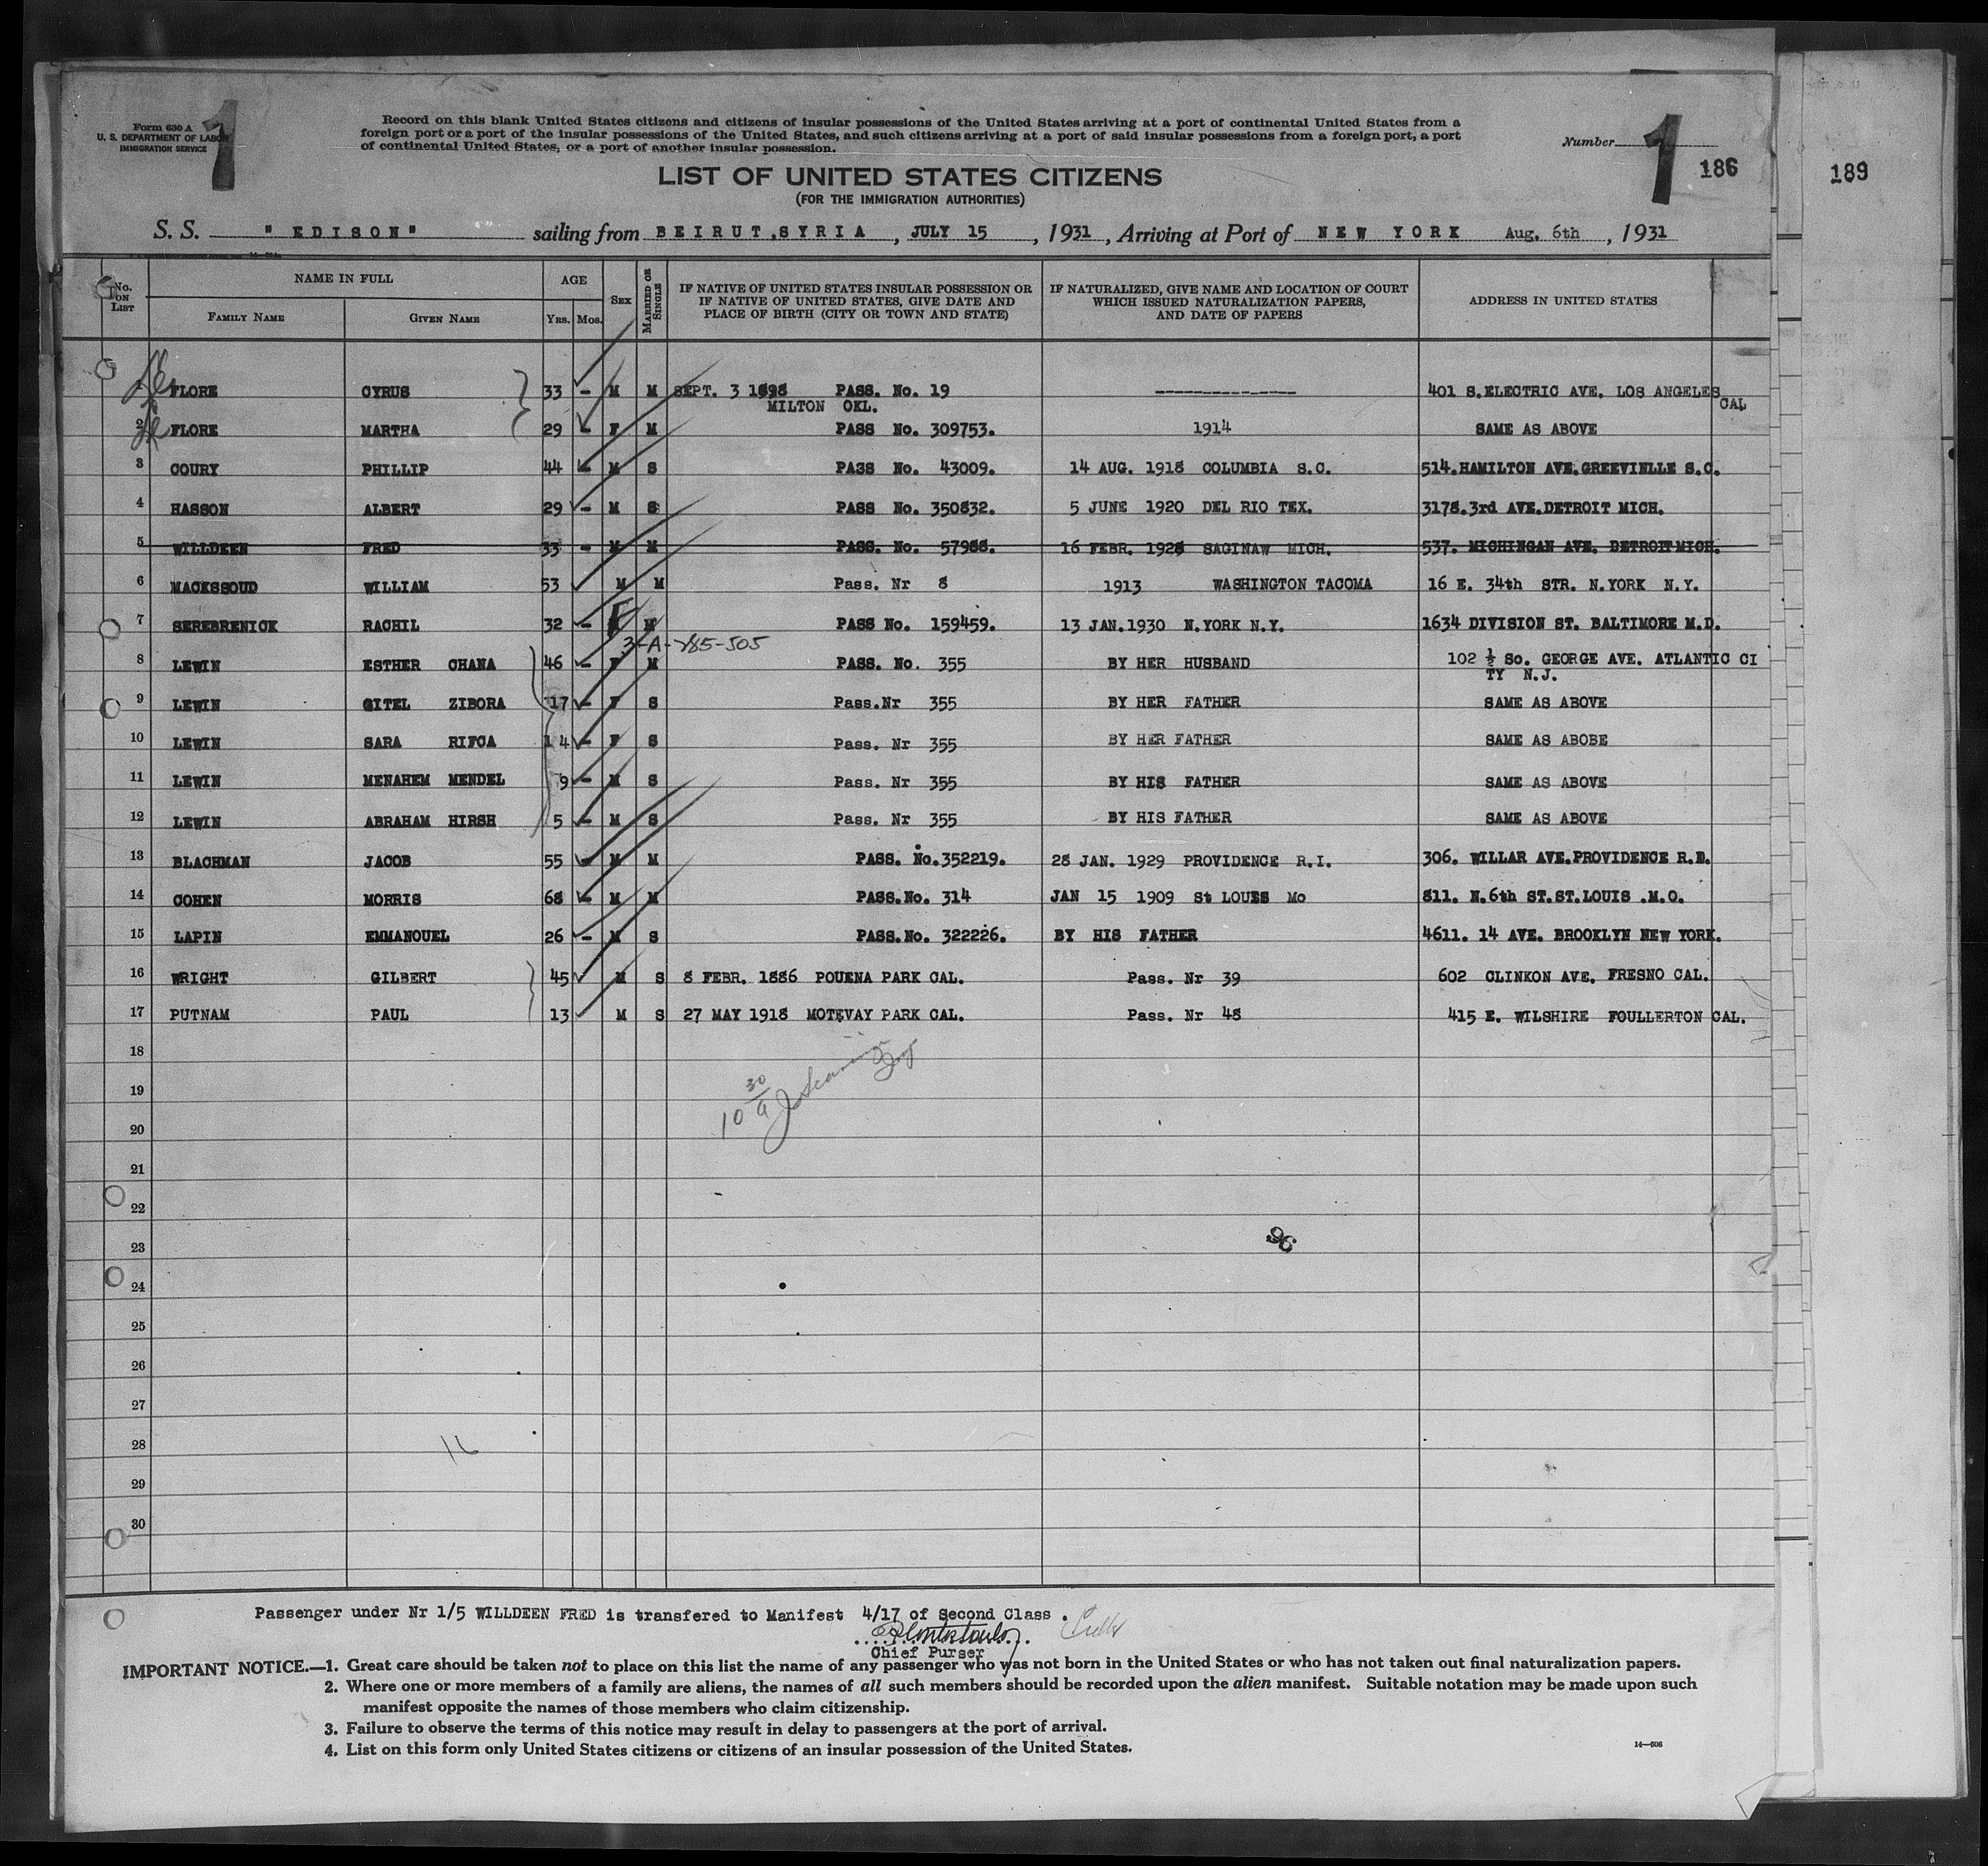 Form 630 A
U. S. DEPARTMENT OF LABOR
IMMIGRATION SERVICE
1
Record on this blank United States citizens and citizens of insular possessions of the United States arriving at a port of continental United States from a
foreign port or a port of the insular possessions of the United States, and such citizens arriving at a port of said insular possessions from a foreign port, a port
of continental United States, or a port of another insular possession.
Number 1
186
189
LIST OF UNITED STATES CITIZENS
(FOR THE IMMIGRATION AUTHORITIES)
S. S. " EDISON" sailing from BEIRUT,SYRIA, JULY 15, 1931, Arriving at Port of NEW YORK Aug. 6th, 1931
No. on List | NAME IN FULL | Family Name | Given Name | AGE | Yrs. | Mos. | Sex | Married or Single | IF NATIVE OF UNITED STATES INSULAR POSSESSION OR IF NATIVE OF UNITED STATES, GIVE DATE AND PLACE OF BIRTH (CITY OR TOWN AND STATE) | IF NATURALIZED, GIVE NAME AND LOCATION OF COURT WHICH ISSUED NATURALIZATION PAPERS, AND DATE OF PAPERS | ADDRESS IN UNITED STATES
1 FLORE CYRUS 33 - M M SEPT. 3 1898 PASS. No. 19 --------------- 401 S.ELECTRIC AVE. LOS ANGELES
MILTON OKL. CAL
2 FLORE MARTHA 29 - F M PASS No. 309753. 1914 SAME AS ABOVE
3 COURY PHILLIP 44 - M S PASS No. 43009. 14 AUG. 1918 COLUMBIA S.C. 514.HAMILTON AVE.GREEVINLLE S.C.
4 HASSON ALBERT 29 - M S PASS No. 350832. 5 JUNE 1920 DEL RIO TEX. 3178.3rd AVE.DETROIT MICH.
5 WILLDEEN FRED 33 - M M PASS. No. 57988. 16 FEBR. 1928 SAGINAW MICH. 537. MICHINGAN AVE. DETROIT MICH.
6 MACKSSOUD WILLIAM 53 M M Pass. Nr 8 1913 WASHINGTON TACOMA 16 E. 34th STR. N.YORK N.Y.
7 SEREBRENICK RACHIL 32 - F M PASS No. 159459. 13 JAN.1930 N.YORK N.Y. 1634 DIVISION ST. BALTIMORE M.D.
3-A-785-505
8 LEWIN ESTHER CHANA 46 - F M PASS. No. 355 BY HER HUSBAND 102 ½ So. GEORGE AVE. ATLANTIC CI
TY N.J.
9 LEWIN GITEL ZIBORA 17 - F S Pass.Nr 355 BY HER FATHER SAME AS ABOVE
10 LEWIN SARA RIFCA 14 - F S Pass. Nr 355 BY HER FATHER SAME AS ABOBE
11 LEWIN MENAHEM MENDEL 9 - M S Pass. Nr 355 BY HIS FATHER SAME AS ABOVE
12 LEWIN ABRAHAM HIRSH 5 - M S Pass. Nr 355 BY HIS FATHER SAME AS ABOVE
13 BLACHMAN JACOB 55 - M M PASS. No.352219. 28 JAN. 1929 PROVIDENCE R.I. 306. WILLAR AVE.PROVIDENCE R.D.
14 COHEN MORRIS 68 - M M PASS.No. 314 JAN 15 1909 St LOUES Mo 811. N.6th ST.ST.LOUIS .M.O.
15 LAPIN EMMANOUEL 26 - M S PASS.No. 322226. BY HIS FATHER 4611. 14 AVE. BROOKLYN NEW YORK.
16 WRIGHT GILBERT 45 M S 8 FEBR. 1886 POUENA PARK CAL. Pass. Nr 39 602 CLINKON AVE. FRESNO CAL.
17 PUTNAM PAUL 13 M S 27 MAY 1918 MOTEVAY PARK CAL. Pass. Nr 48 415 E. WILSHIRE FOULLERTON CAL.
18
19
10 30/a
20
21
22
23
96
24
25
26
27
28
16
29
30
Passenger under Nr 1/5 WILLDEEN FRED is transfered to Manifest 4/17 of Second Class .
Chief Purser
IMPORTANT NOTICE.—1. Great care should be taken not to place on this list the name of any passenger who was not born in the United States or who has not taken out final naturalization papers.
2. Where one or more members of a family are aliens, the names of all such members should be recorded upon the alien manifest. Suitable notation may be made upon such
manifest opposite the names of those members who claim citizenship.
3. Failure to observe the terms of this notice may result in delay to passengers at the port of arrival.
4. List on this form only United States citizens or citizens of an insular possession of the United States.
14—608